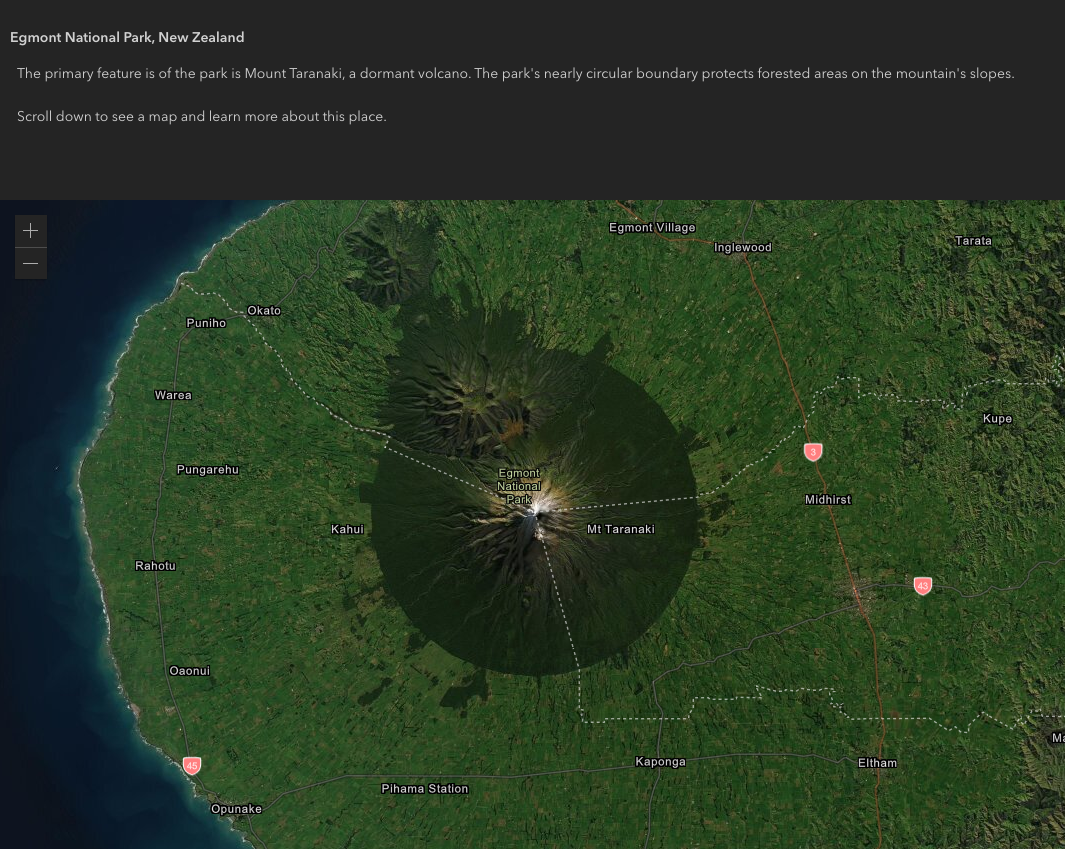 Egmont National Park, New Zealand
The primary feature is of the park is Mount Taranaki, a dormant volcano. The park's nearly circular boundary protects forested areas on the mountain's slopes.
Scroll down to see a map and learn more about this place.
Egmont Village
Inglewood
Tarata
Okato
Puniho
Warea
Kupe
3
Pungarehu
Egmont
National
Park
Midhirst
Kahui
Mt Taranaki
Rahotu
43
Oaonui
Ma
45
Kaponga
Eltham
Pihama Station
Opunake